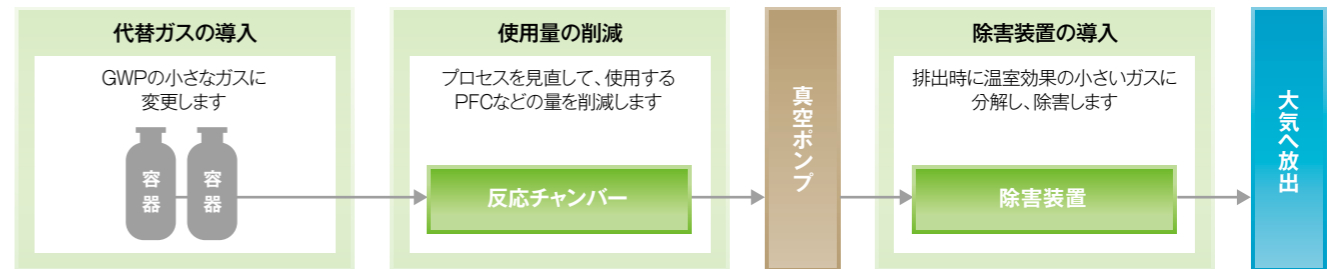 代替ガスの導入
GWPの小さなガスに
変更します
容器
容器
使用量の削減
プロセスを見直して、使用する
PFCなどの量を削減します
反応チャンバー
真空ポンプ
除害装置の導入
排出時に温室効果の小さいガスに
分解し、除害します
除害装置
大気へ放出